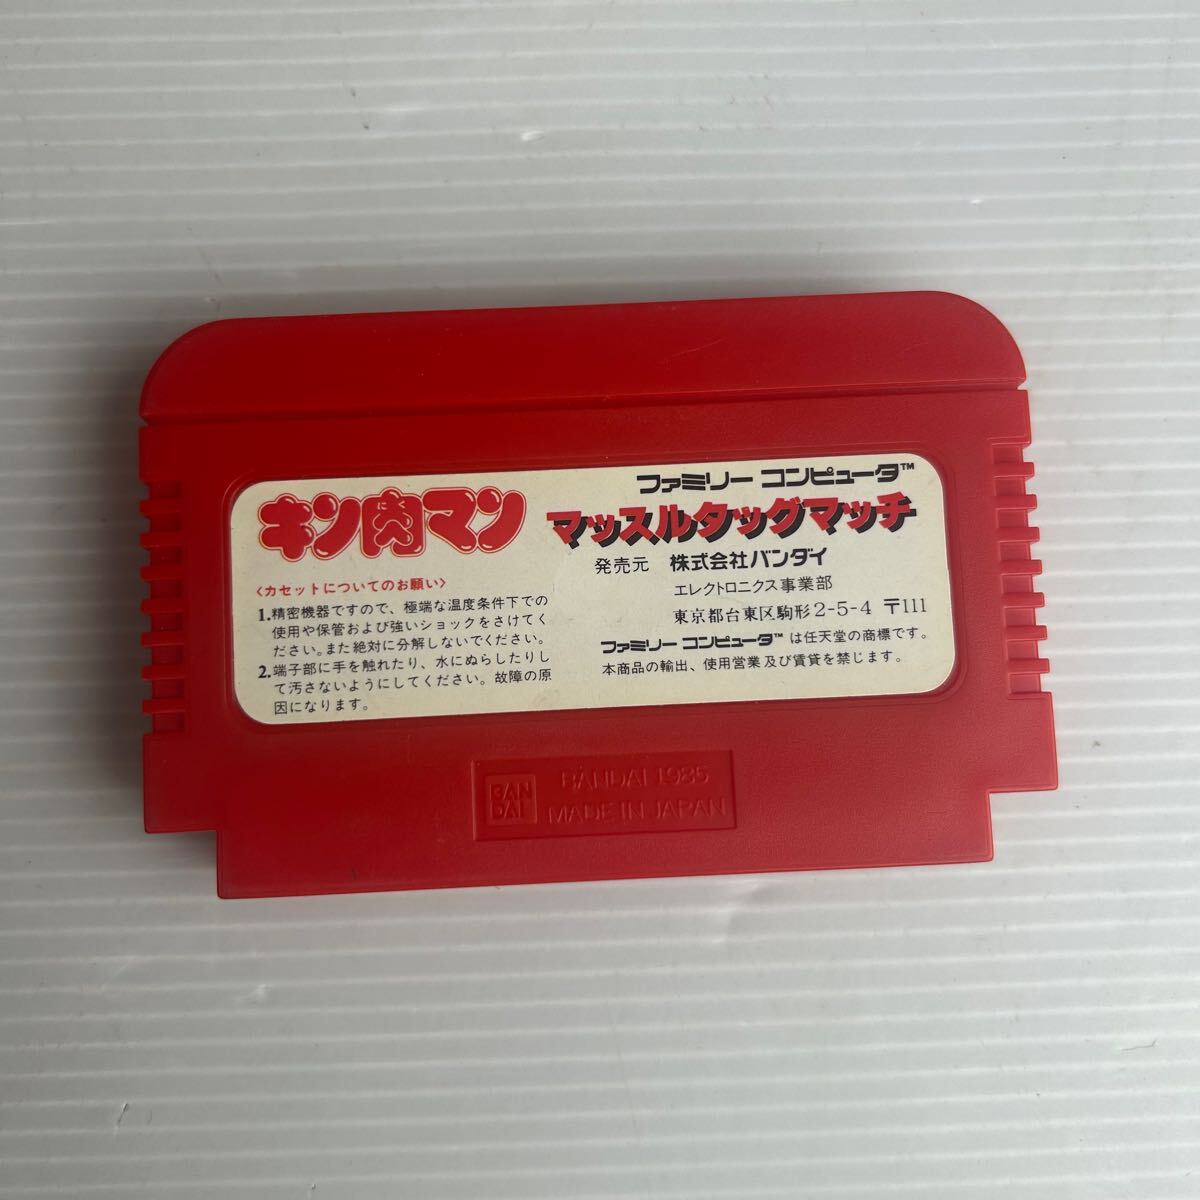 キン肉マン
ファミリー コンピュータ™
マッスルタッグマッチ
発売元 株式会社バンダイ
エレクトロニクス事業部
東京都台東区駒形2-5-4 〒111
ファミリー コンピュータ™ は任天堂の商標です。
本商品の輸出、使用営業及び賃貸を禁じます。
〈カセットについてのお願い〉
1.精密機器ですので、極端な温度条件下での
使用や保管および強いショックをさけてく
ださい。また絶対に分解しないでください。
2.端子部に手を触れたり、水にぬらしたりし
て汚さないようにしてください。故障の原
因になります。
BAN
DAI
BANDAI 1985
MADE IN JAPAN